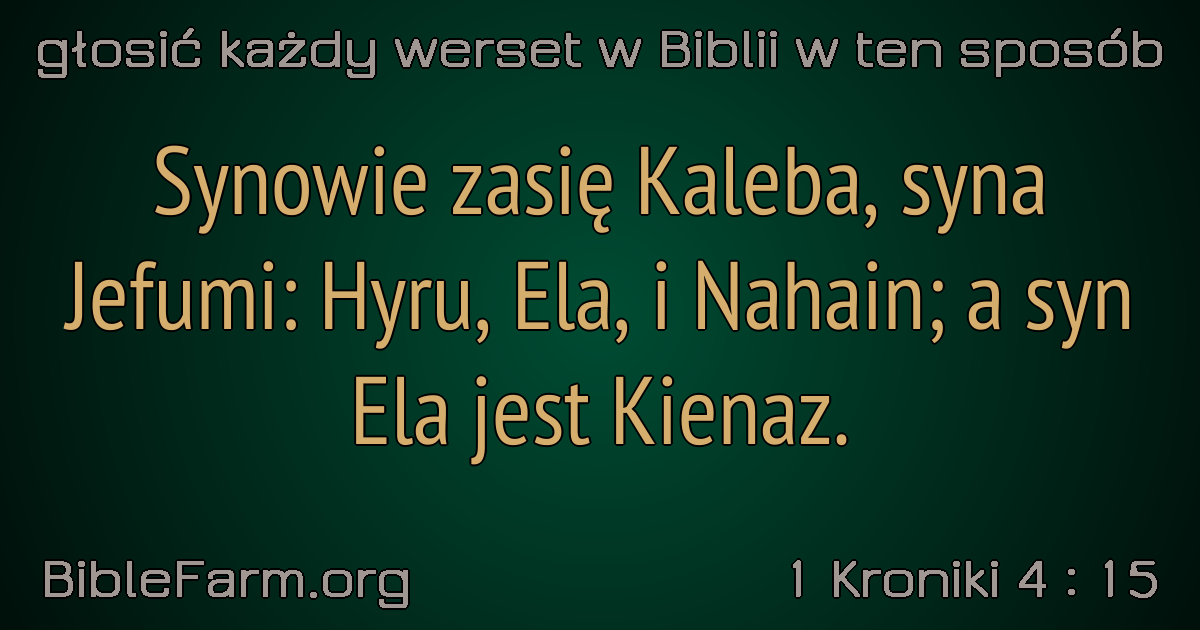 głosić każdy werset w Biblii w ten sposób
Synowie zasię Kaleba, syna
Jefumi: Hyru, Ela, i Nahain; a syn
Ela jest Kienaz.
BibleFarm.org
1 Kroniki 4 : 15